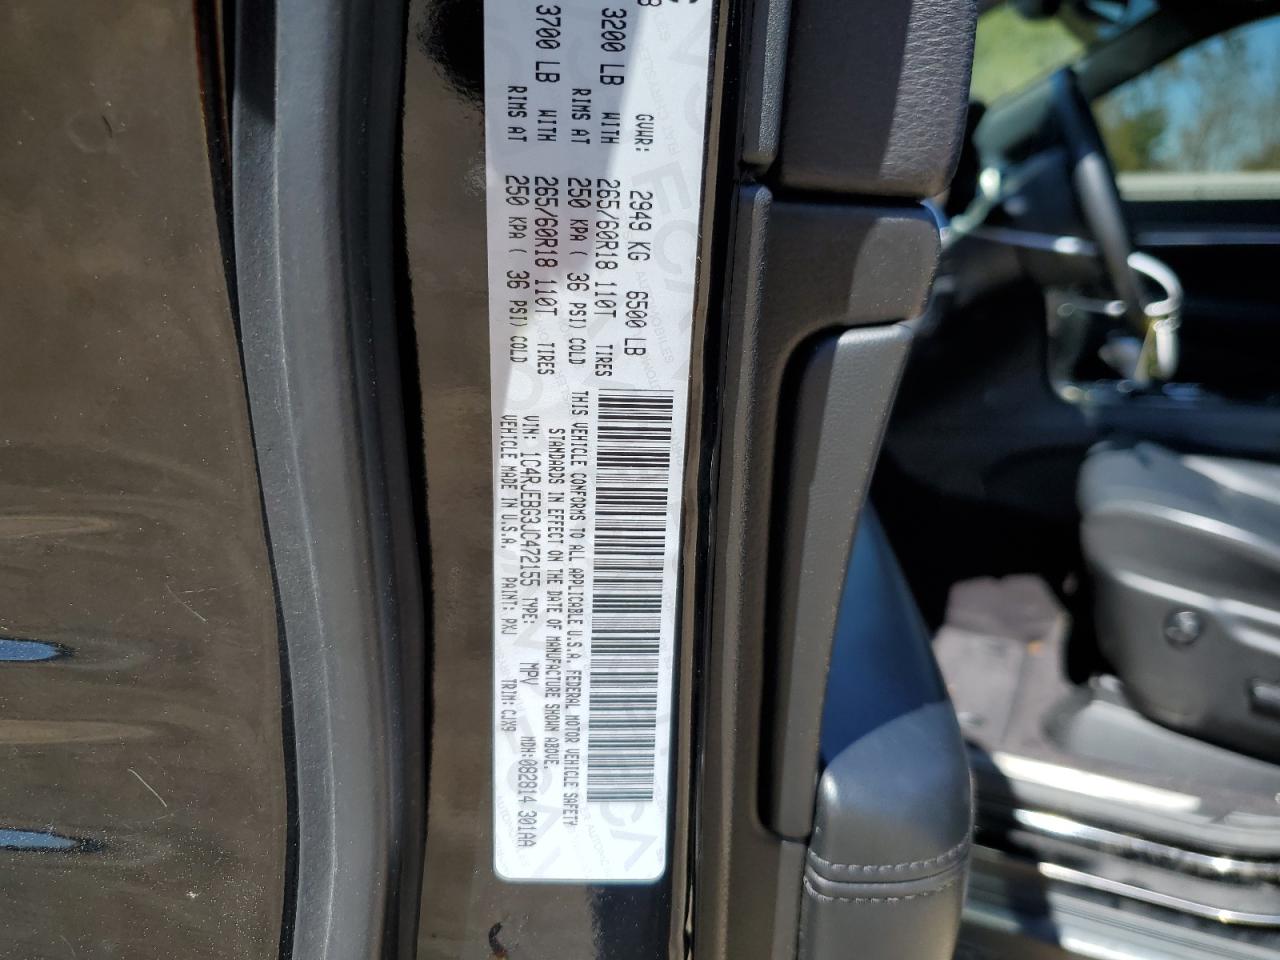 GVWR: 2949 KG 6500 LB
3200 LB WITH 265/60R18 110T TIRES
RIMS AT 250 KPA ( 36 PSI) COLD
3700 LB WITH 265/60R18 110T TIRES
RIMS AT 250 KPA ( 36 PSI) COLD
THIS VEHICLE CONFORMS TO ALL APPLICABLE U.S.A. FEDERAL MOTOR VEHICLE SAFETY
STANDARDS IN EFFECT ON THE DATE OF MANUFACTURE SHOWN ABOVE.
VIN: 1C4RJEBG3JC472155 TYPE: MPV MDH:082814 301AA
VEHICLE MADE IN U.S.A. PAINT: PXJ TRIM: CJX9